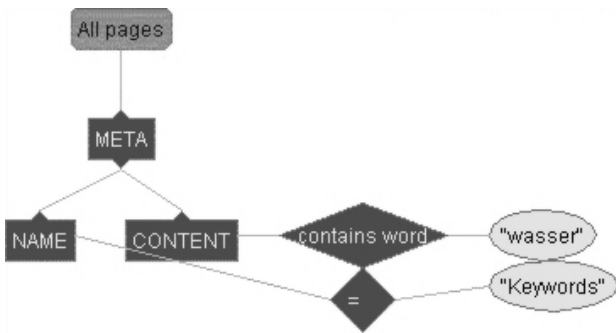 All pages
META
NAME
CONTENT
contains word
"wasser"
=
"Keywords"